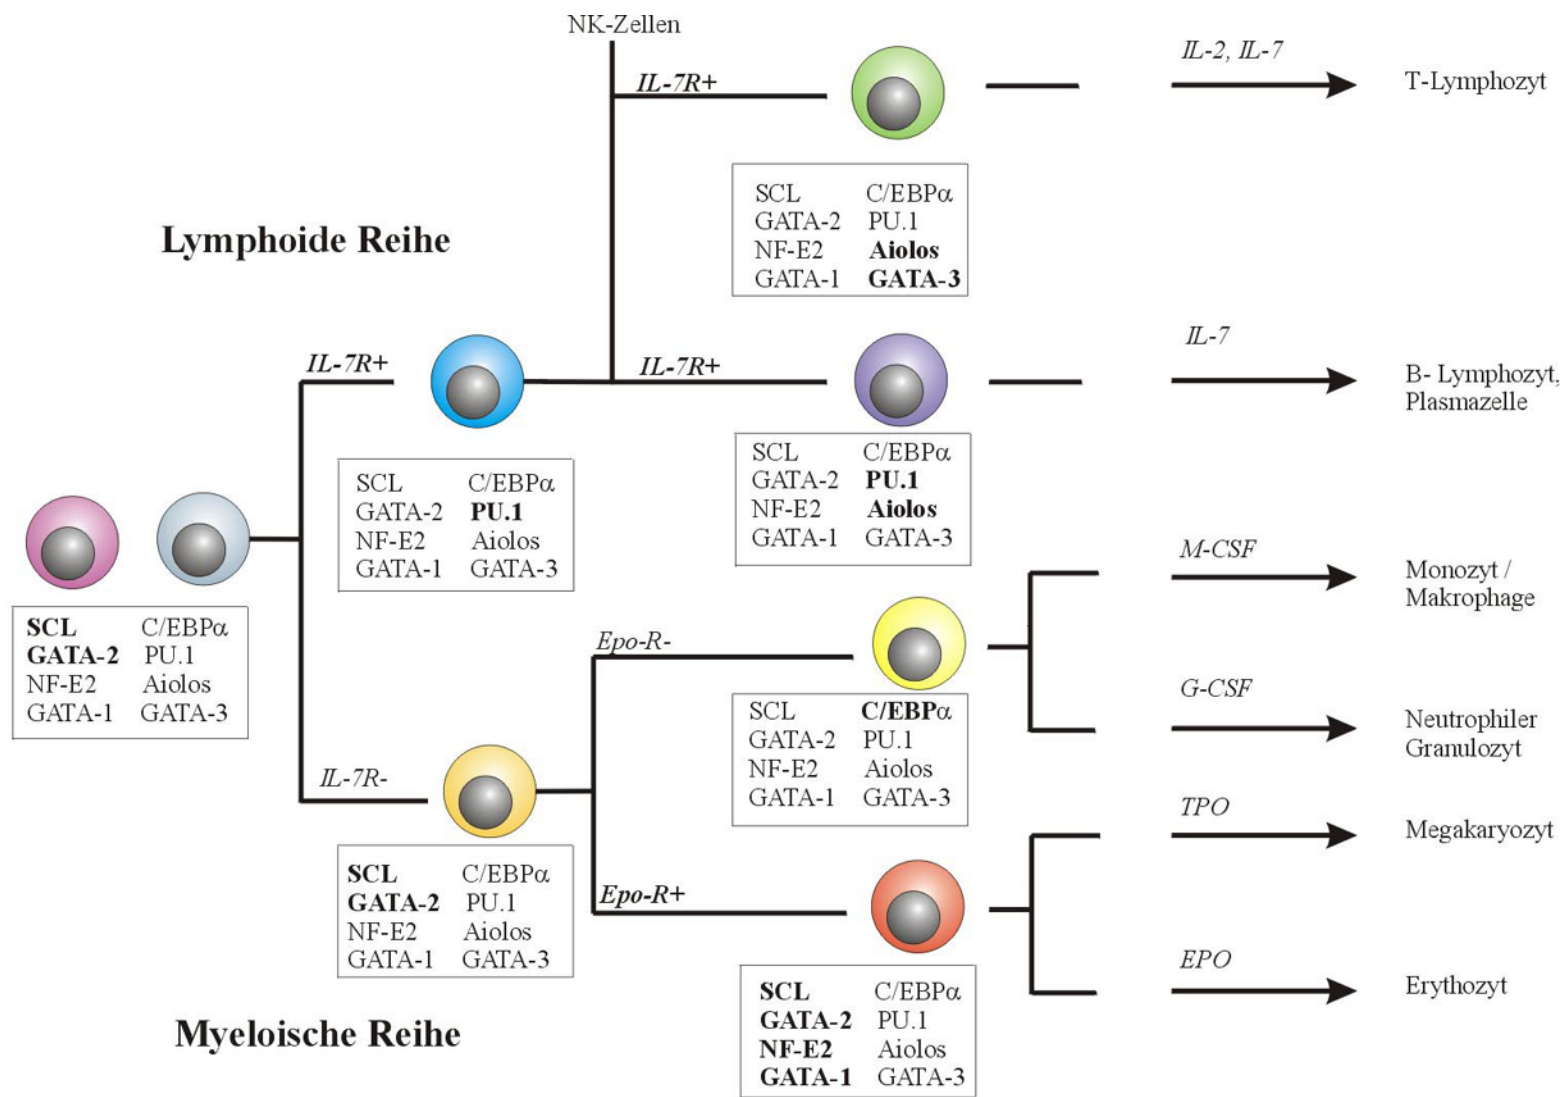 NK-Zellen
IL-7R+
IL-2, IL-7
T-Lymphozyt
SCL C/EBPα
GATA-2 PU.1
NF-E2 Aiolos
GATA-1 GATA-3
Lymphoide Reihe
IL-7R+
IL-7R+
IL-7
B- Lymphozyt,
Plasmazelle
SCL C/EBPα
GATA-2 PU.1
NF-E2 Aiolos
GATA-1 GATA-3
SCL C/EBPα
GATA-2 PU.1
NF-E2 Aiolos
GATA-1 GATA-3
SCL C/EBPα
GATA-2 PU.1
NF-E2 Aiolos
GATA-1 GATA-3
M-CSF
Monozyt /
Makrophage
Epo-R-
G-CSF
Neutrophiler
Granulozyt
SCL C/EBPα
GATA-2 PU.1
NF-E2 Aiolos
GATA-1 GATA-3
IL-7R-
TPO
Megakaryozyt
SCL C/EBPα
GATA-2 PU.1
NF-E2 Aiolos
GATA-1 GATA-3
Epo-R+
EPO
Erythozyt
SCL C/EBPα
GATA-2 PU.1
NF-E2 Aiolos
GATA-1 GATA-3
Myeloische Reihe